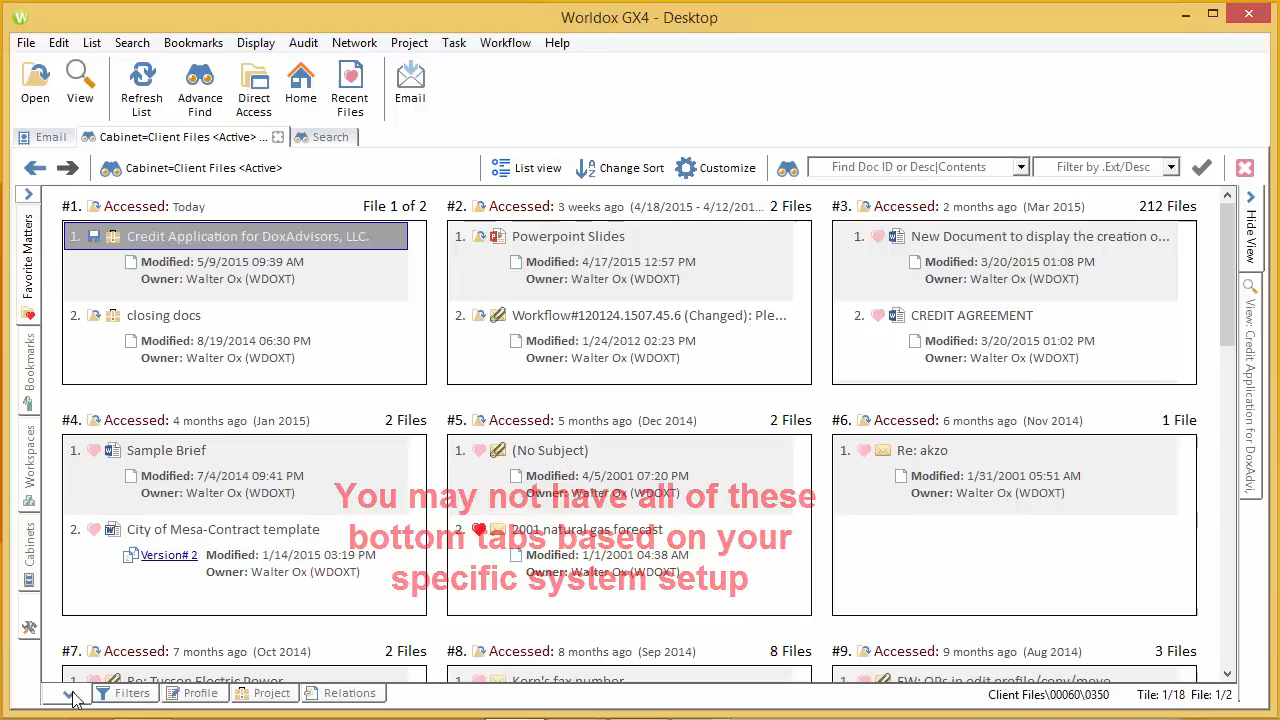 Worldox GX4 - Desktop
File Edit List Search Bookmarks Display Audit Network Project Task Workflow Help
Open View Refresh List Advance Find Direct Access Home Recent Files Email
Email Cabinet=Client Files <Active> ... Search
Cabinet=Client Files <Active> List view Change Sort Customize Find Doc ID or Desc|Contents Filter by .Ext/Desc
Favorite Matters
Bookmarks
Workspaces
Cabinets
#1. Accessed: Today File 1 of 2
1. Credit Application for DoxAdvisors, LLC.
Modified: 5/9/2015 09:39 AM
Owner: Walter Ox (WDOXT)
2. closing docs
Modified: 8/19/2014 06:30 PM
Owner: Walter Ox (WDOXT)
#2. Accessed: 3 weeks ago (4/18/2015 - 4/12/201... 2 Files
1. Powerpoint Slides
Modified: 4/17/2015 12:57 PM
Owner: Walter Ox (WDOXT)
2. Workflow#120124.1507.45.6 (Changed): Ple...
Modified: 1/24/2012 02:23 PM
Owner: Walter Ox (WDOXT)
#3. Accessed: 2 months ago (Mar 2015) 212 Files
1. New Document to display the creation o...
Modified: 3/20/2015 01:08 PM
Owner: Walter Ox (WDOXT)
2. CREDIT AGREEMENT
Modified: 3/20/2015 01:02 PM
Owner: Walter Ox (WDOXT)
#4. Accessed: 4 months ago (Jan 2015) 2 Files
1. Sample Brief
Modified: 7/4/2014 09:41 PM
Owner: Walter Ox (WDOXT)
2. City of Mesa-Contract template
Version# 2 Modified: 1/14/2015 03:19 PM
Owner: Walter Ox (WDOXT)
#5. Accessed: 5 months ago (Dec 2014) 2 Files
1. (No Subject)
Modified: 4/5/2001 07:20 PM
Owner: Walter Ox (WDOXT)
2. 2001 natural gas forecast
Modified: 1/1/2001 04:38 AM
Owner: Walter Ox (WDOXT)
#6. Accessed: 6 months ago (Nov 2014) 1 File
1. Re: akzo
Modified: 1/31/2001 05:51 AM
Owner: Walter Ox (WDOXT)
You may not have all of these
bottom tabs based on your
specific system setup
#7. Accessed: 7 months ago (Oct 2014) 2 Files
1. Re: Tucson Electric Power
#8. Accessed: 8 months ago (Sep 2014) 8 Files
1. Kern's fax number
#9. Accessed: 9 months ago (Aug 2014) 3 Files
1. FW: OPs in edit profile/copy/move
Hide View
View: Credit Application for DoxAdvi,
Filters Profile Project Relations Client Files\00060\0350 Tile: 1/18 File: 1/2